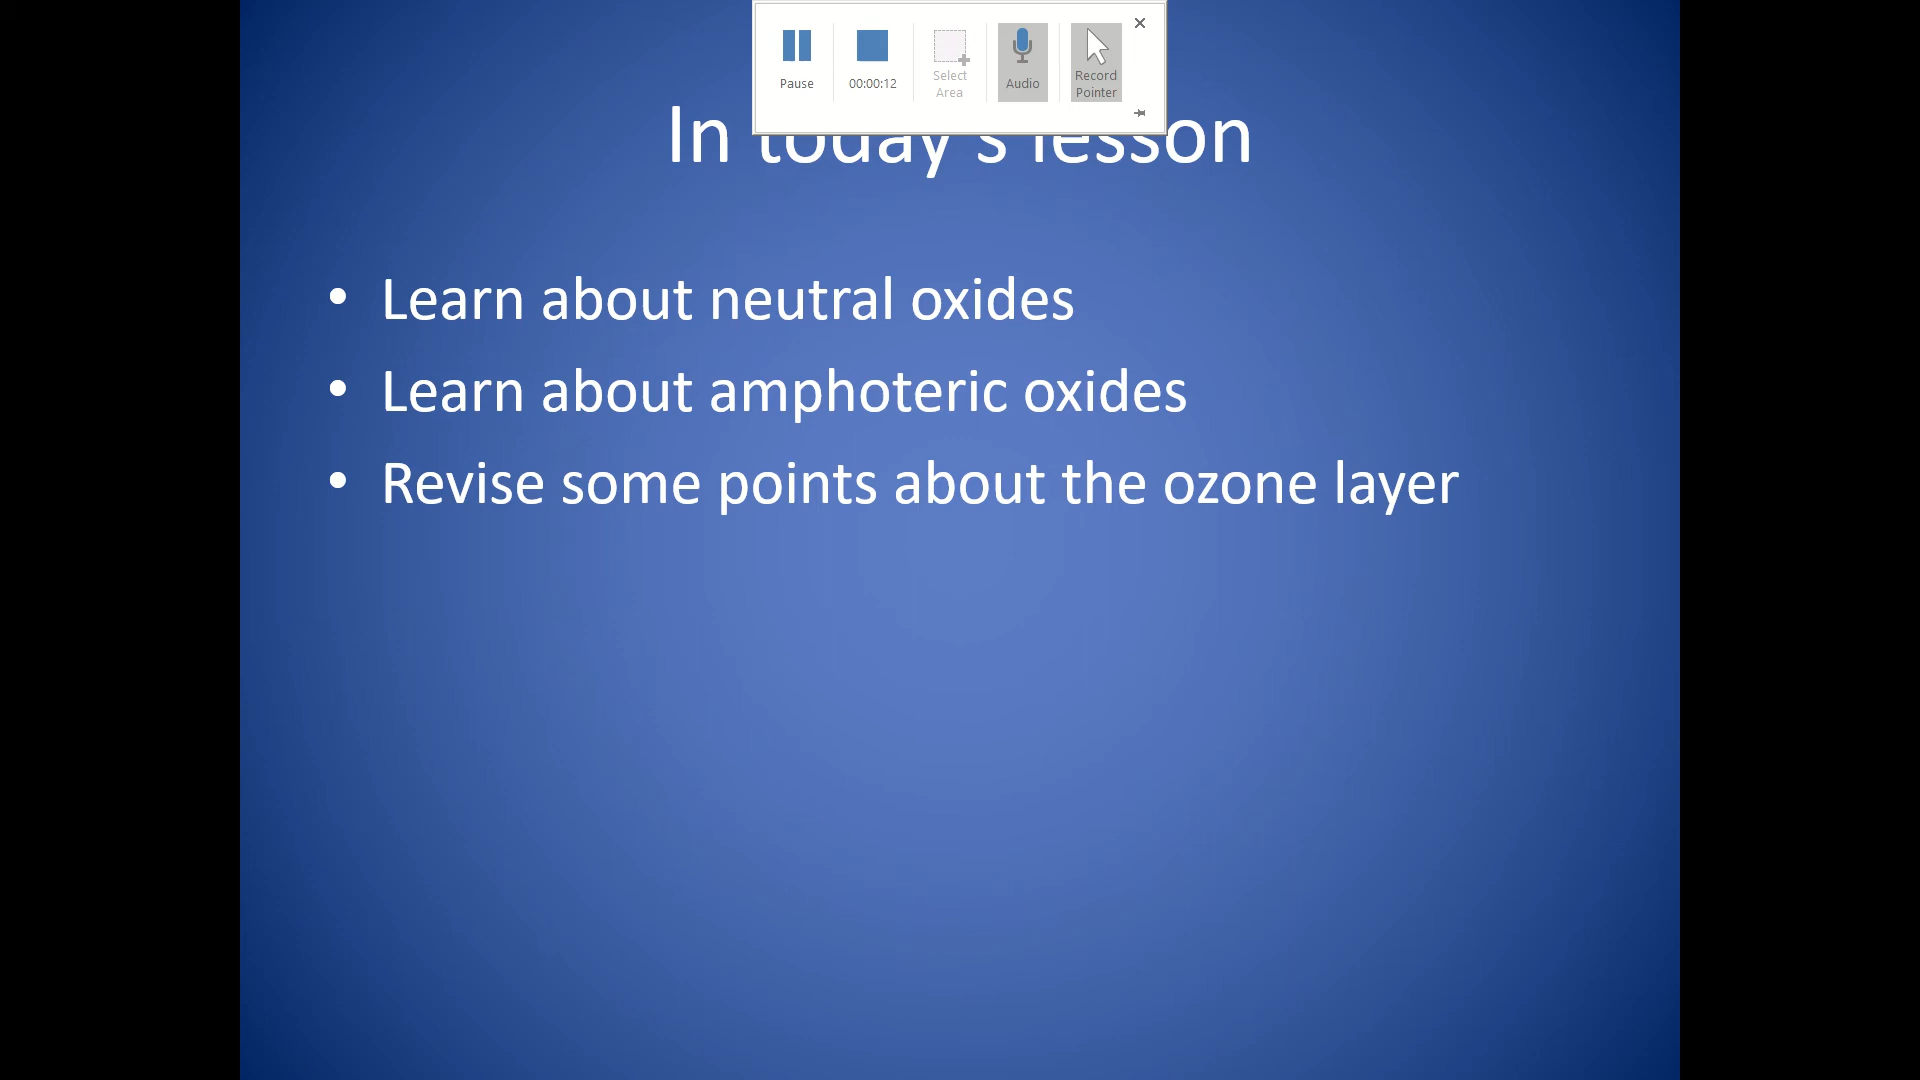 Pause
00:00:12
Select
Area
Audio
Record
Pointer
In today's lesson
• Learn about neutral oxides
• Learn about amphoteric oxides
• Revise some points about the ozone layer